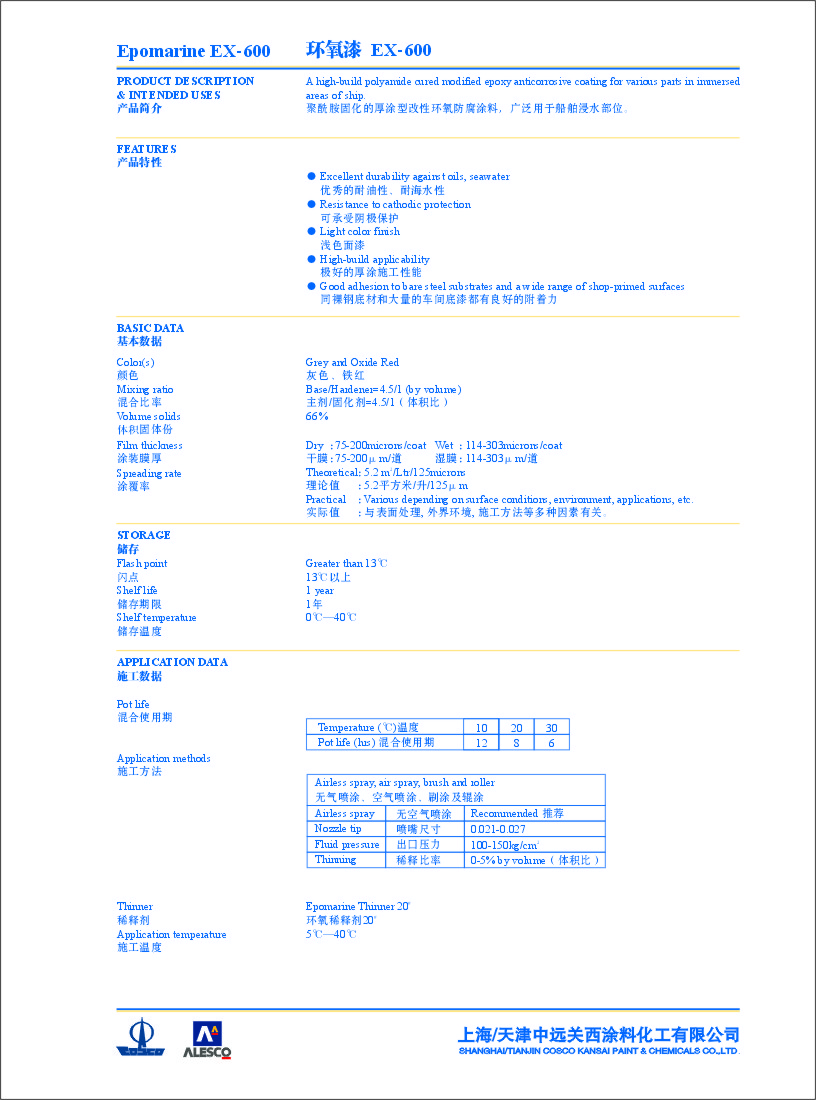 Epomarine EX-600 环氧漆 EX-600
PRODUCT DESCRIPTION
& INTENDED USES
产品简介
A high-build polyamide cured modified epoxy anticorrosive coating for various parts in immersed
areas of ship.
聚酰胺固化的厚涂型改性环氧防腐涂料，广泛用于船舶浸水部位。
FEATURES
产品特性
● Excellent durability against oils, seawater
优秀的耐油性、耐海水性
● Resistance to cathodic protection
可承受阴极保护
● Light color finish
浅色面漆
● High-build applicability
极好的厚涂施工性能
● Good adhesion to bare steel substrates and a wide range of shop-primed surfaces
同裸钢底材和大量的车间底漆都有良好的附着力
BASIC DATA
基本数据
Color(s) Grey and Oxide Red
颜色 灰色、铁红
Mixing ratio Base/Hardener=4.5/1 (by volume)
混合比率 主剂/固化剂=4.5/1（体积比）
Volume solids 66%
体积固体份
Film thickness Dry : 75-200microns/coat Wet : 114-303microns/coat
涂装膜厚 干膜: 75-200μm/道 湿膜: 114-303μm/道
Spreading rate Theoretical: 5.2 m²/Ltr/125microns
涂覆率 理论值 : 5.2平方米/升/125μm
Practical : Various depending on surface conditions, environment, applications, etc.
实际值 : 与表面处理, 外界环境, 施工方法等多种因素有关。
STORAGE
储存
Flash point Greater than 13℃
闪点 13℃以上
Shelf life 1 year
储存期限 1年
Shelf temperature 0℃—40℃
储存温度
APPLICATION DATA
施工数据
Pot life
混合使用期
Temperature (℃)温度 10 20 30
Pot life (hrs) 混合使用期 12 8 6
Application methods
施工方法
Airless spray, air spray, brush and roller
无气喷涂、空气喷涂、刷涂及辊涂
Airless spray 无空气喷涂 Recommended 推荐
Nozzle tip 喷嘴尺寸 0.021-0.027
Fluid pressure 出口压力 100-150kg/cm²
Thinning 稀释比率 0-5% by volume（体积比）
Thinner Epomarine Thinner 20#
稀释剂 环氧稀释剂20#
Application temperature 5℃—40℃
施工温度
COSCO
ALESCO
上海/天津中远关西涂料化工有限公司
SHANGHAI/TIANJIN COSCO KANSAI PAINT & CHEMICALS CO.,LTD.